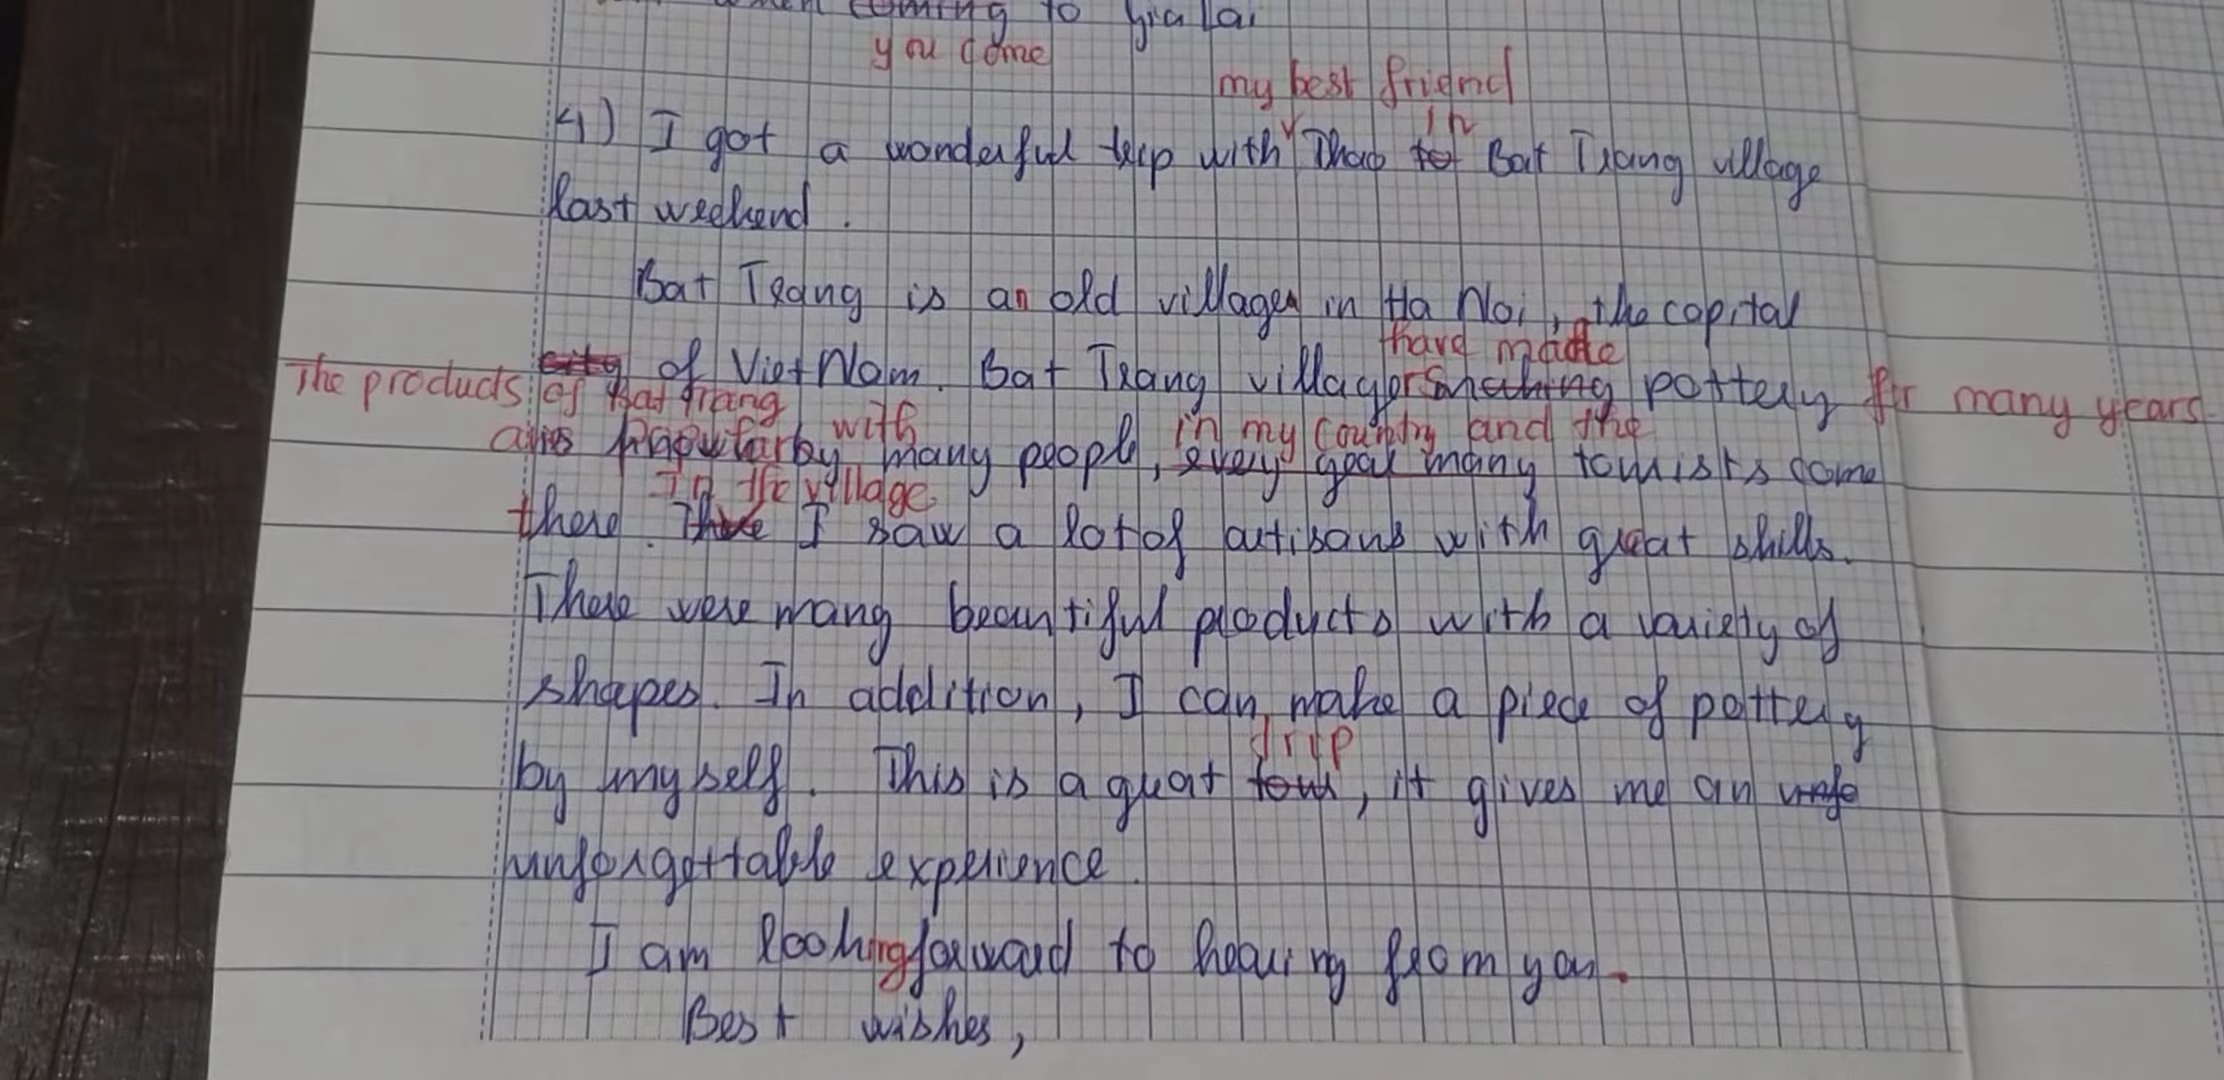 when coming to Gia Lai
you come
my best friend
in
4) I got a wonderful trip with Thao to Bat Trang village
last weekend.
Bat Trang is an old village in Ha Noi, the capital
have made
city of Viet Nam. Bat Trang villagers making pottery for many years
The products of Bat Trang
with in my country and the
are popular by many people, every year many tourists come
In the village
there. There I saw a lot of artisans with great skills.
There were many beautiful products with a variety of
shapes. In addition, I can make a piece of pottery
trip
by myself. This is a great tour, it gives me an
unforgettable experience.
I am looking forward to hearing from you.
Best wishes,